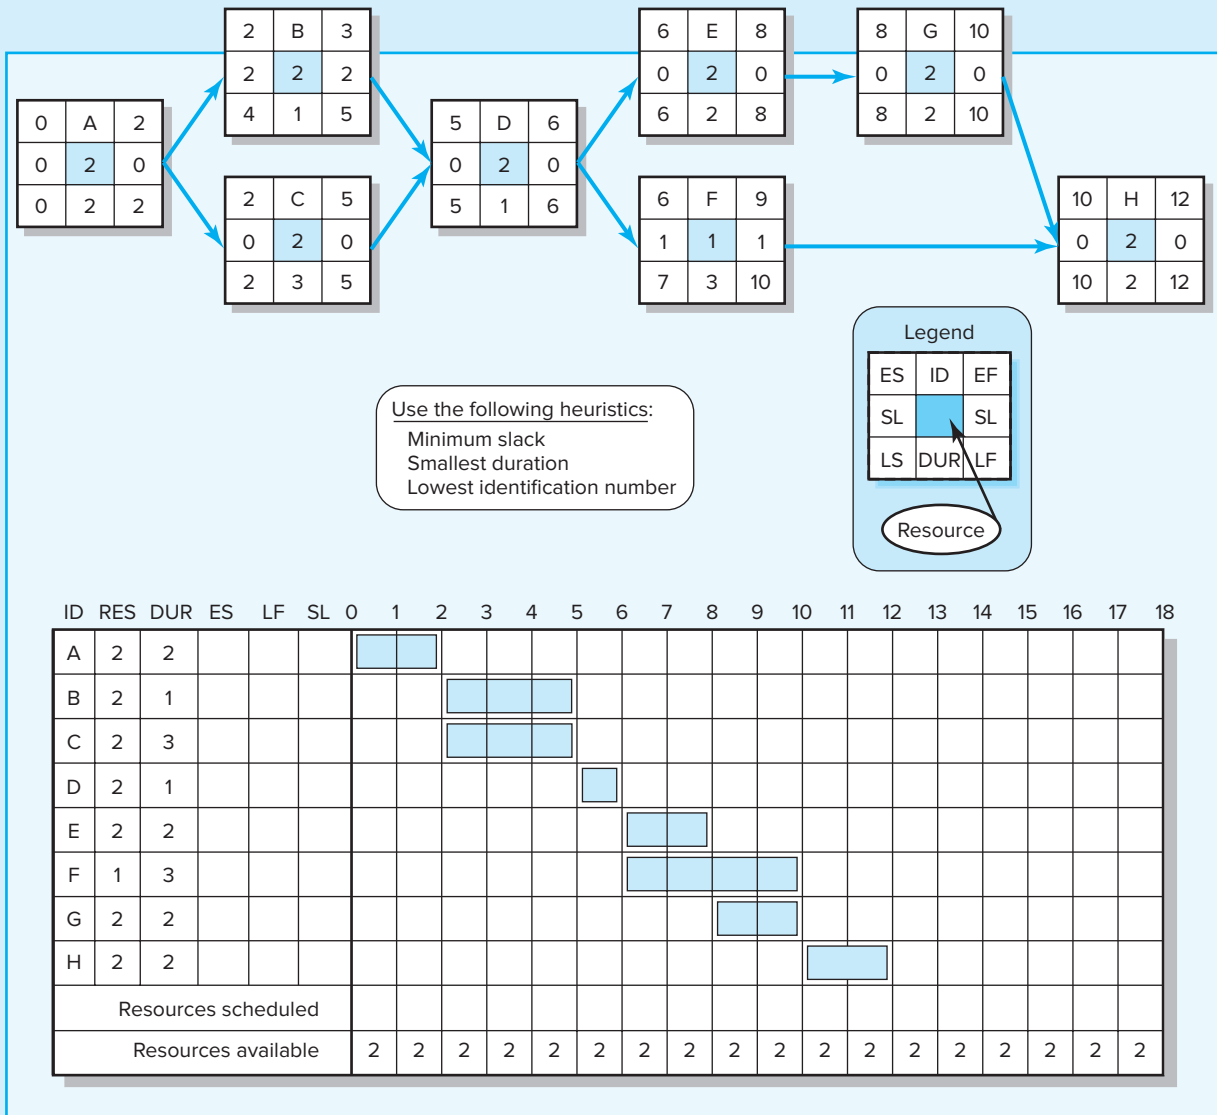 2 B 3
2 2 2
4 1 5
6 E 8
0 2 0
6 2 8
8 G 10
0 2 0
8 2 10
0 A 2
0 2 0
0 2 2
5 D 6
0 2 0
5 1 6
2 C 5
0 2 0
2 3 5
6 F 9
1 1 1
7 3 10
10 H 12
0 2 0
10 2 12
Legend
ES ID EF
SL SL
LS DUR LF
Resource
Use the following heuristics:
Minimum slack
Smallest duration
Lowest identification number
ID RES DUR ES LF SL 0 1 2 3 4 5 6 7 8 9 10 11 12 13 14 15 16 17 18
A 2 2
B 2 1
C 2 3
D 2 1
E 2 2
F 1 3
G 2 2
H 2 2
Resources scheduled
Resources available 2 2 2 2 2 2 2 2 2 2 2 2 2 2 2 2 2 2